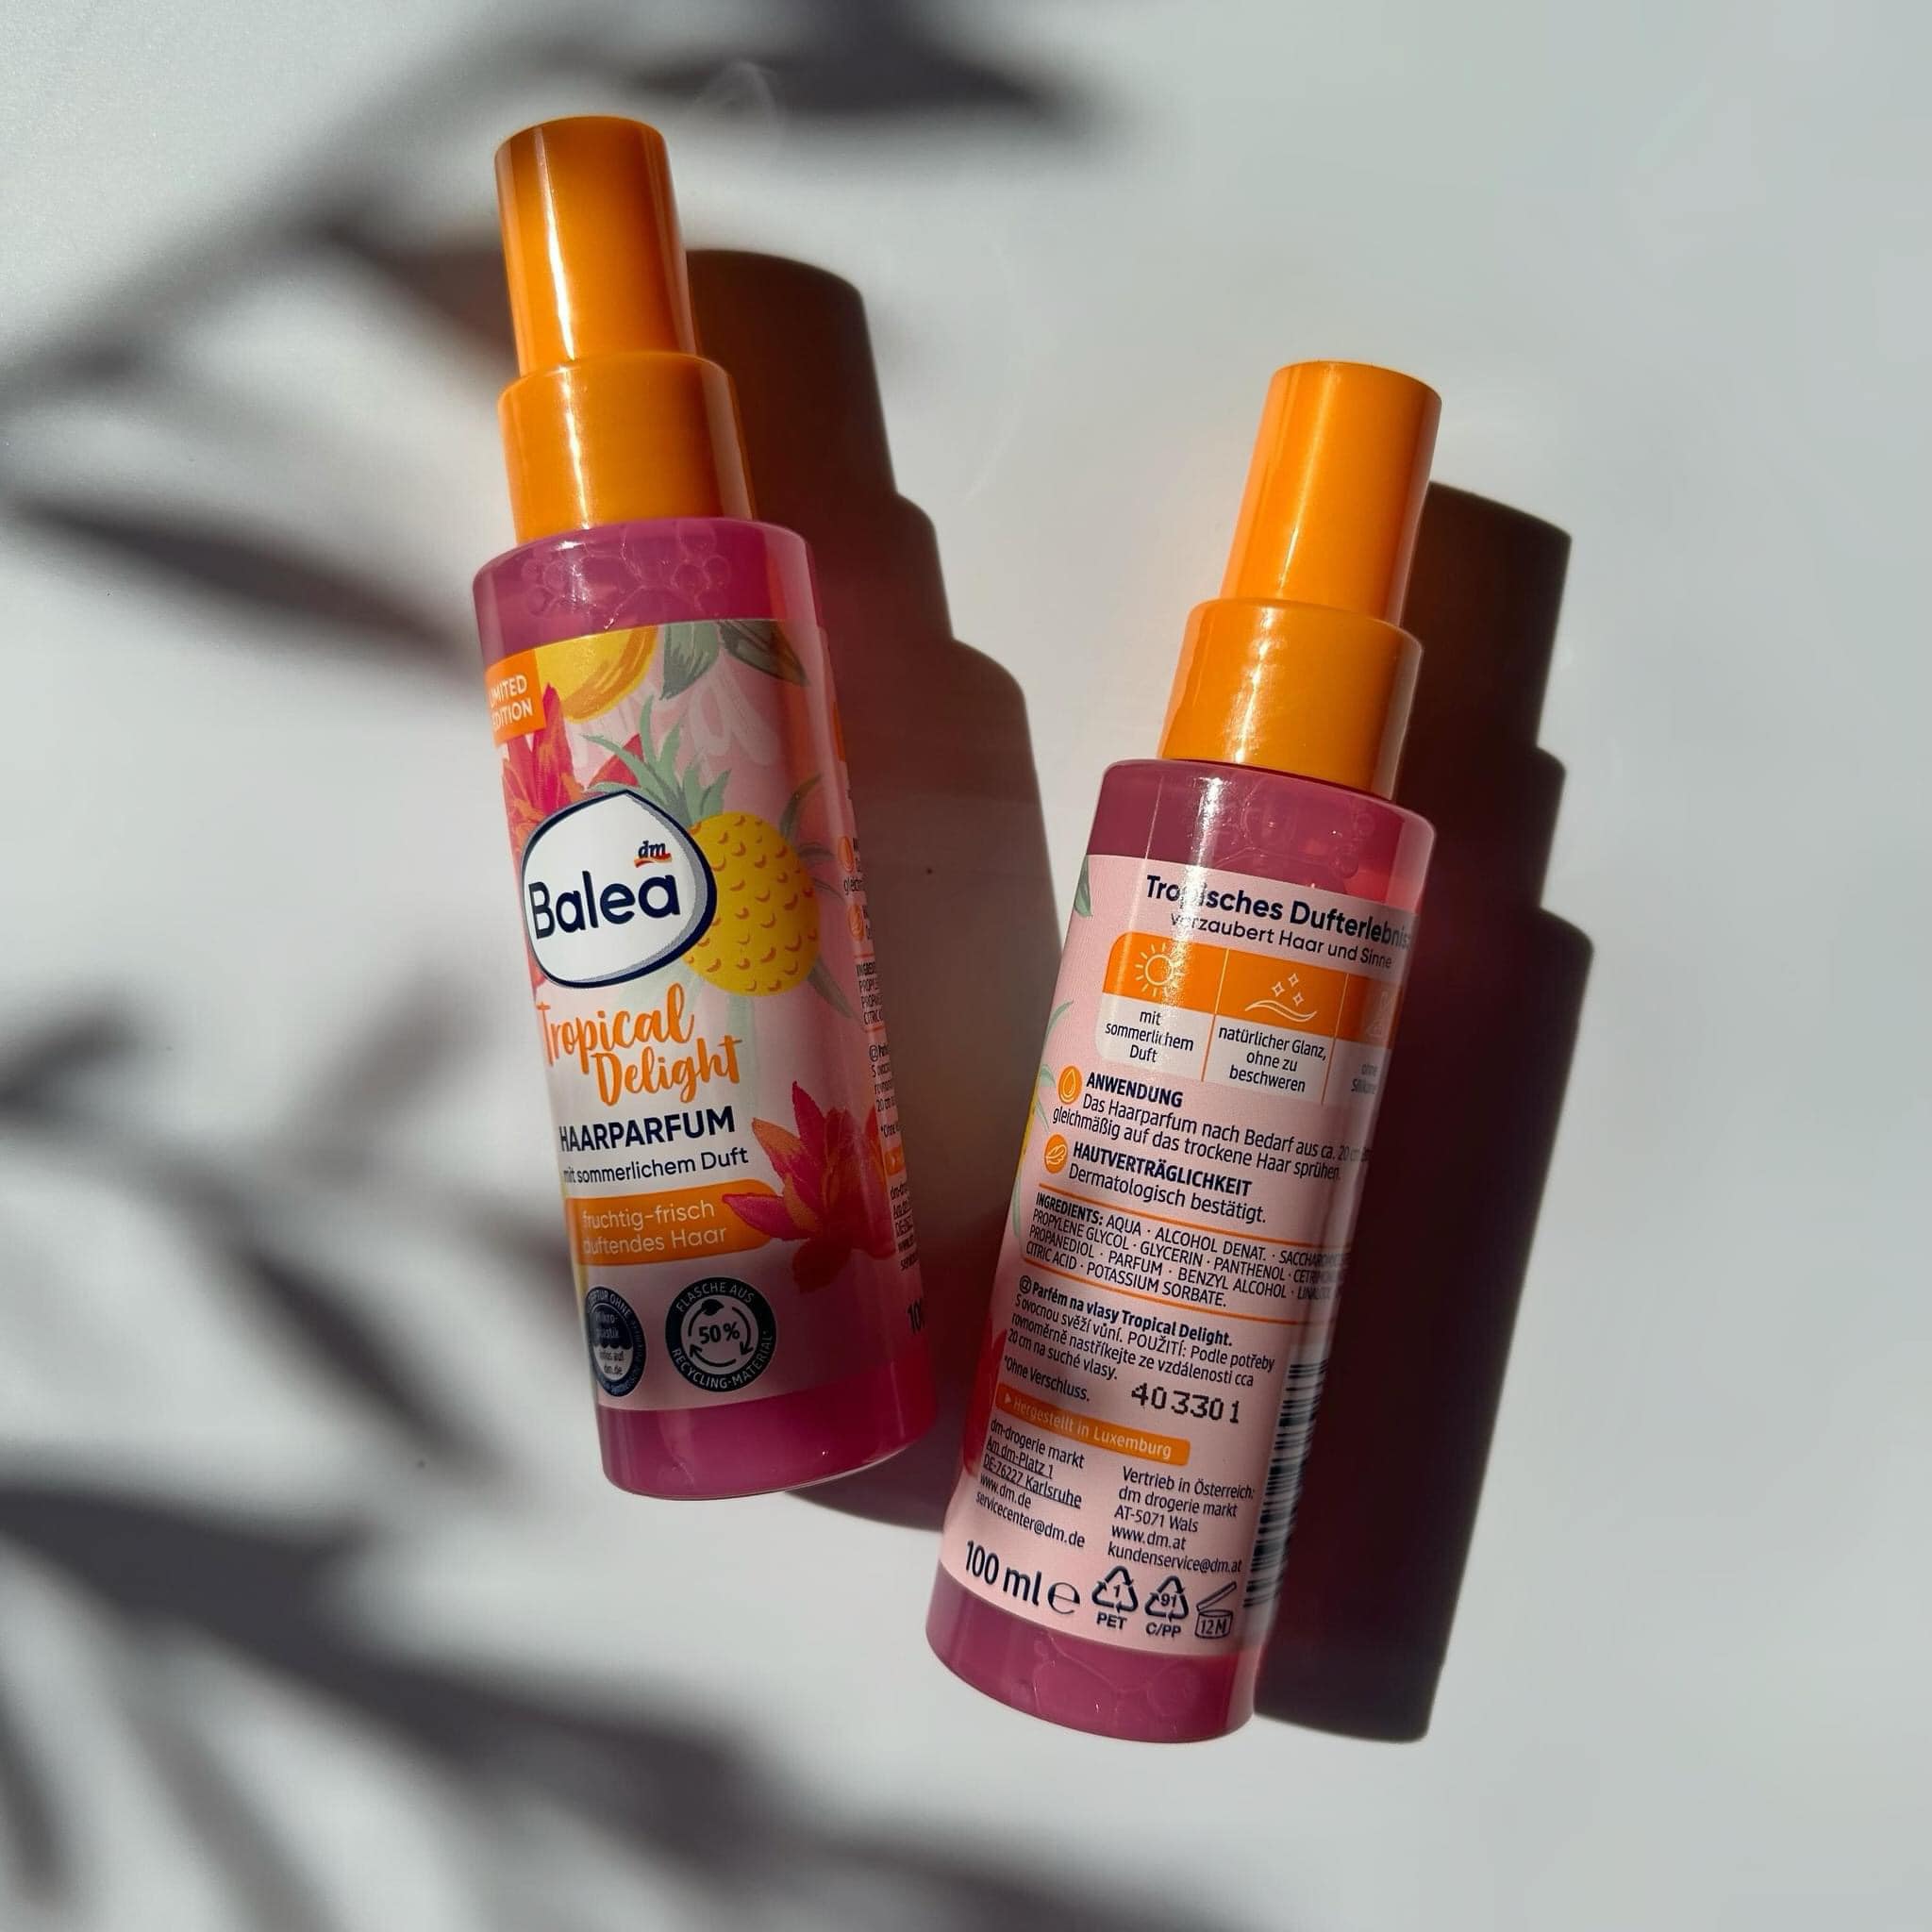 LIMITED
EDITION
dm
Balea
Tropical
Delight
HAARPARFUM
mit sommerlichem Duft
fruchtig-frisch
duftendes Haar
Mikro-
plastik
dm.de
FLASCHE AUS
50%
RECYCLING-MATERIAL*
100
Tropisches Dufterlebnis
verzaubert Haar und Sinne
mit
sommerlichem
Duft
natürlicher Glanz,
ohne zu
beschweren
ohne
ANWENDUNG
Das Haarparfum nach Bedarf aus ca. 20 cm
gleichmäßig auf das trockene Haar sprühen.
HAUTVERTRÄGLICHKEIT
Dermatologisch bestätigt.
INGREDIENTS: AQUA · ALCOHOL DENAT. ·
PROPYLENE GLYCOL · GLYCERIN · PANTHENOL ·
PROPANEDIOL · PARFUM · BENZYL ALCOHOL ·
CITRIC ACID · POTASSIUM SORBATE.
Parfém na vlasy Tropical Delight.
S ovocnou svěží vůní. POUŽITÍ: Podle potřeby
rovnoměrně nastříkejte ze vzdálenosti cca
20 cm na suché vlasy.
*Ohne Verschluss.
403301
Hergestellt in Luxemburg
dm-drogerie markt
Am dm-Platz 1
DE-76227 Karlsruhe
www.dm.de
servicecenter@dm.de
Vertrieb in Österreich:
dm drogerie markt
AT-5071 Wals
www.dm.at
kundenservice@dm.at
100 ml e
1
PET
91
C/PP
12M